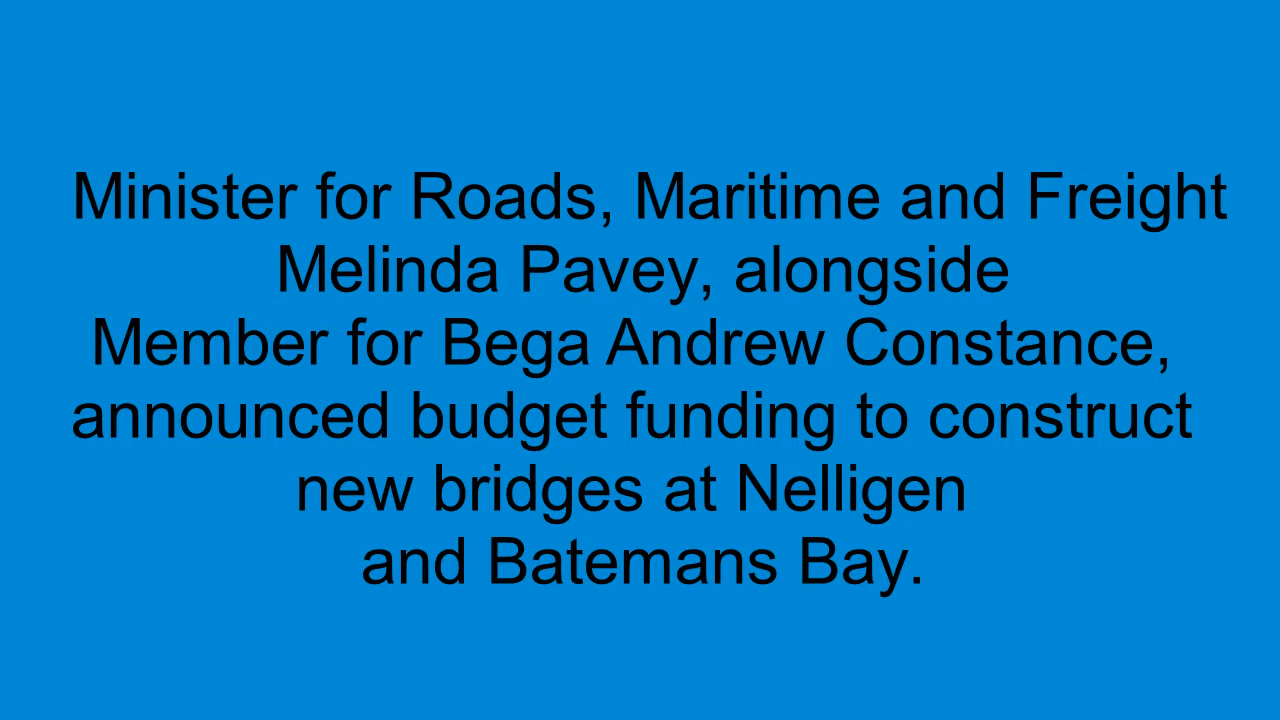 Minister for Roads, Maritime and Freight
Melinda Pavey, alongside
Member for Bega Andrew Constance,
announced budget funding to construct
new bridges at Nelligen
and Batemans Bay.